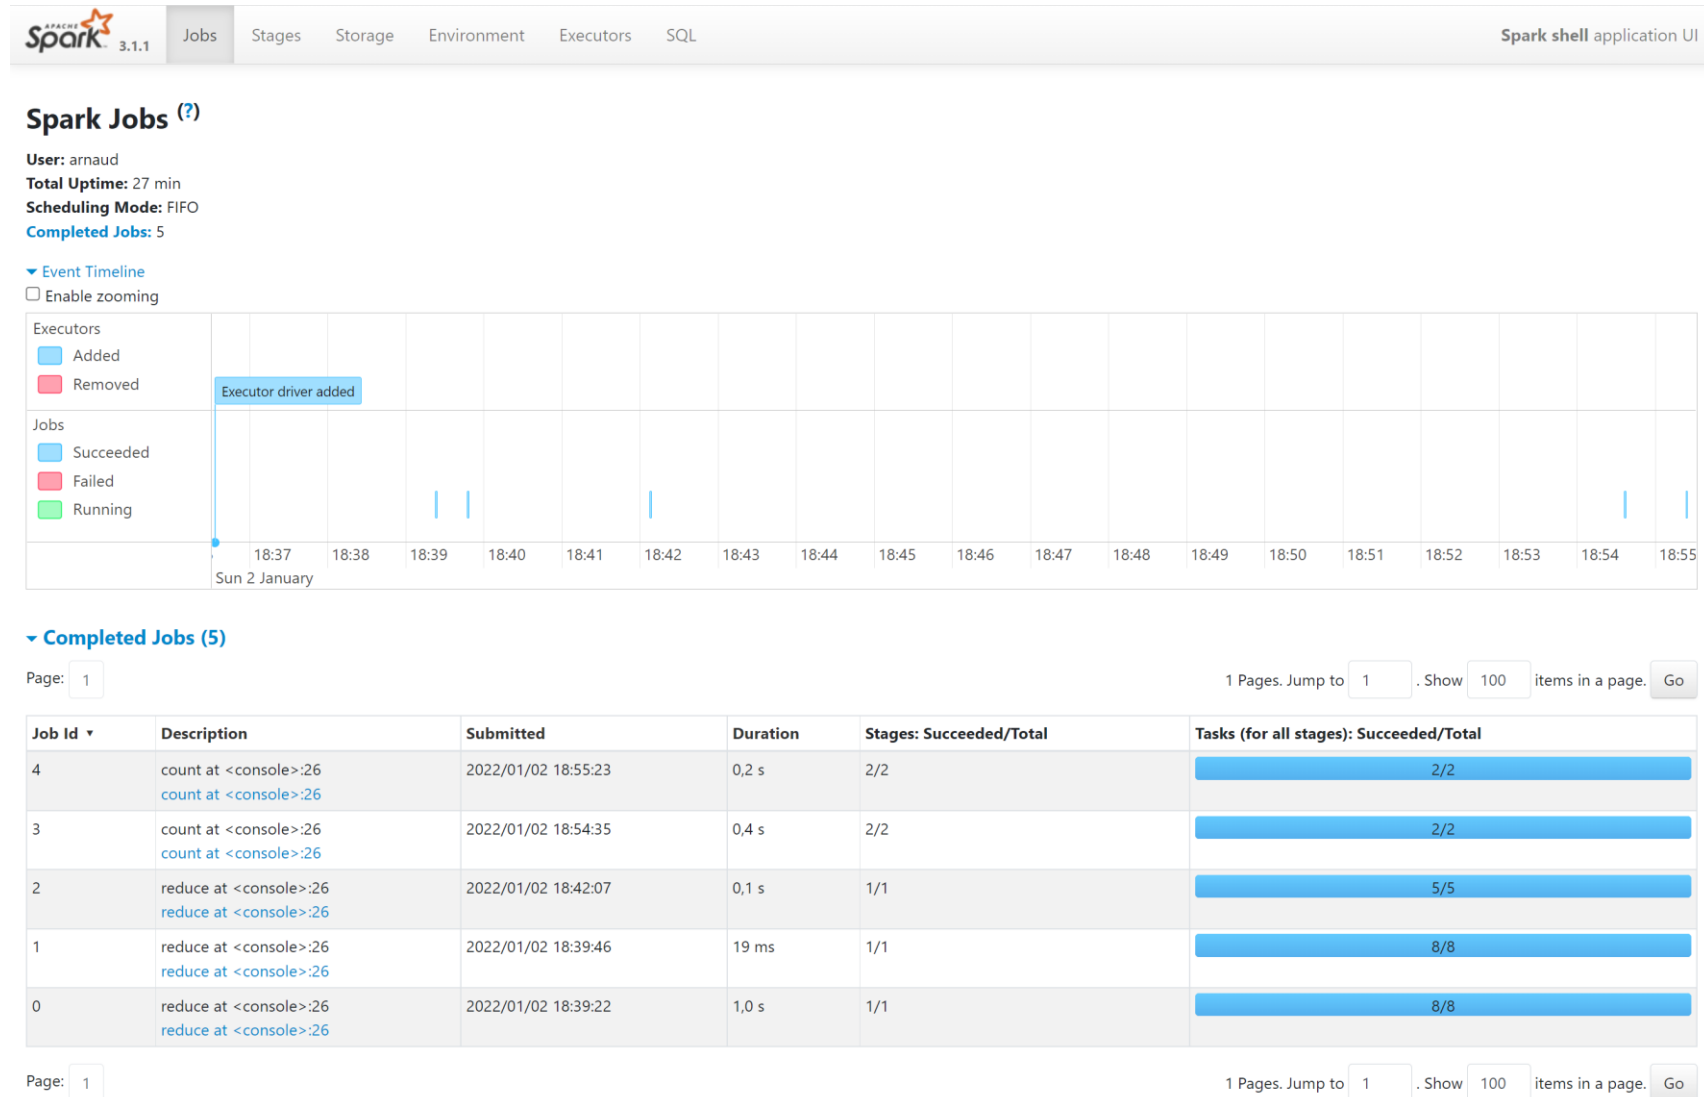 APACHE Spark 3.1.1 Jobs Stages Storage Environment Executors SQL Spark shell application UI
Spark Jobs (?)
User: arnaud
Total Uptime: 27 min
Scheduling Mode: FIFO
Completed Jobs: 5
Event Timeline
Enable zooming
Executors
Added
Removed
Executor driver added
Jobs
Succeeded
Failed
Running
18:37 18:38 18:39 18:40 18:41 18:42 18:43 18:44 18:45 18:46 18:47 18:48 18:49 18:50 18:51 18:52 18:53 18:54 18:55
Sun 2 January
Completed Jobs (5)
Page: 1 1 Pages. Jump to 1 . Show 100 items in a page. Go
Job Id ▾ Description Submitted Duration Stages: Succeeded/Total Tasks (for all stages): Succeeded/Total
4 count at <console>:26 2022/01/02 18:55:23 0,2 s 2/2 2/2
count at <console>:26
3 count at <console>:26 2022/01/02 18:54:35 0,4 s 2/2 2/2
count at <console>:26
2 reduce at <console>:26 2022/01/02 18:42:07 0,1 s 1/1 5/5
reduce at <console>:26
1 reduce at <console>:26 2022/01/02 18:39:46 19 ms 1/1 8/8
reduce at <console>:26
0 reduce at <console>:26 2022/01/02 18:39:22 1,0 s 1/1 8/8
reduce at <console>:26
Page: 1 1 Pages. Jump to 1 . Show 100 items in a page. Go